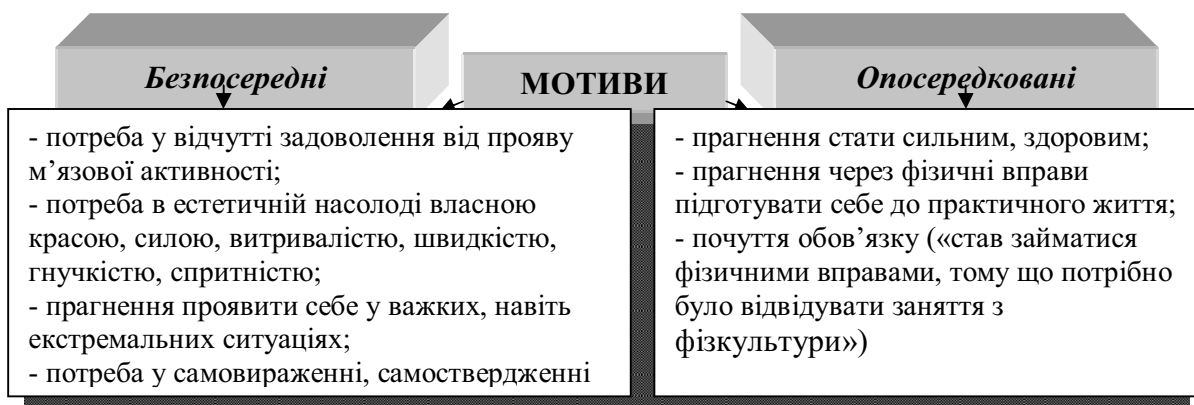 Безпосередні
МОТИВИ
Опосередковані
- потреба у відчутті задоволення від прояву
м’язової активності;
- потреба в естетичній насолоді власною
красою, силою, витривалістю, швидкістю,
гнучкістю, спритністю;
- прагнення проявити себе у важких, навіть
екстремальних ситуаціях;
- потреба у самовираженні, самоствердженні
- прагнення стати сильним, здоровим;
- прагнення через фізичні вправи
підготувати себе до практичного життя;
- почуття обов’язку («став займатися
фізичними вправами, тому що потрібно
було відвідувати заняття з
фізкультури»)